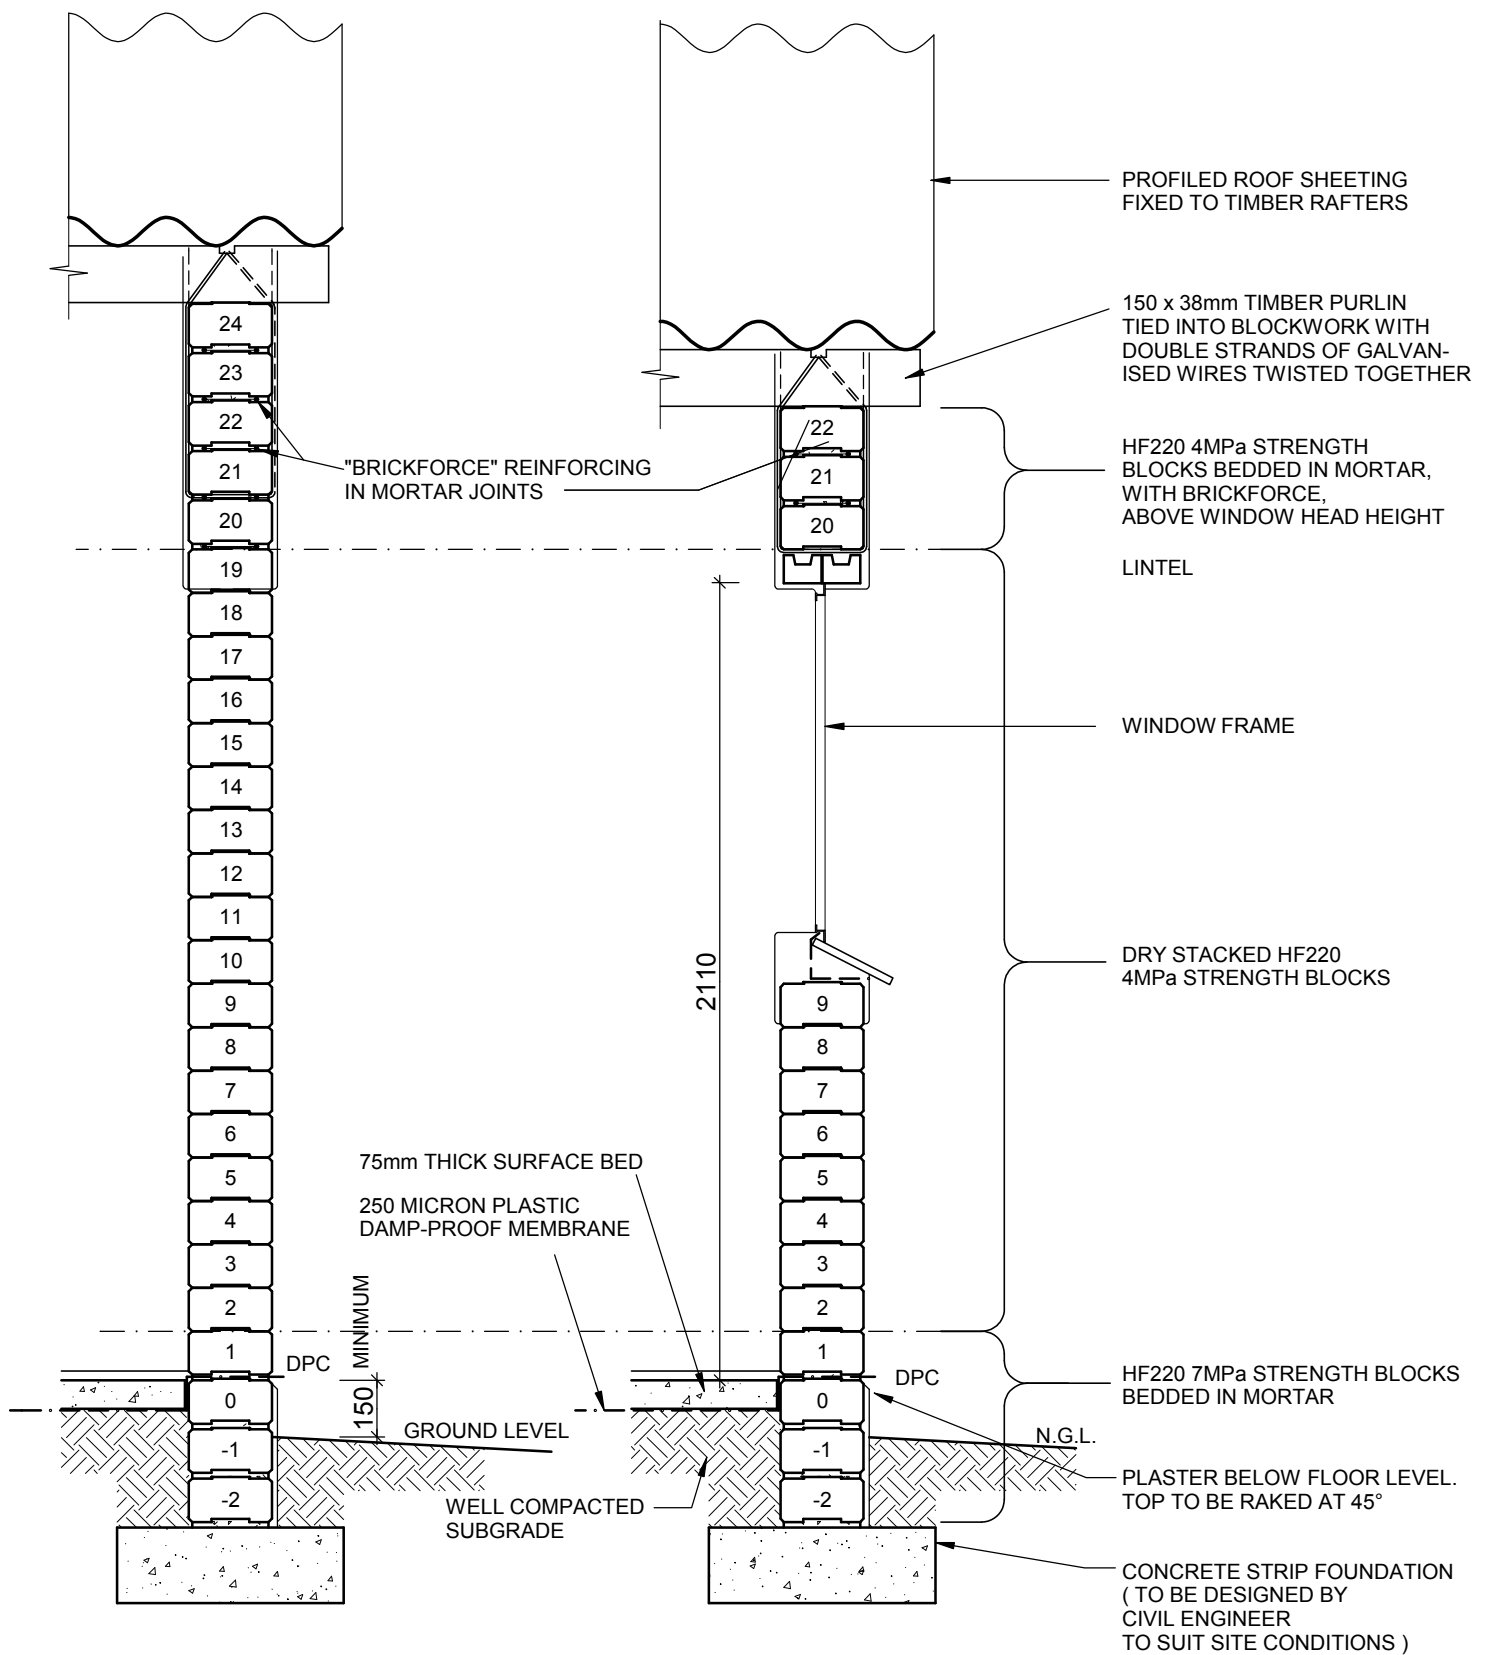 PROFILED ROOF SHEETING
FIXED TO TIMBER RAFTERS
150 x 38mm TIMBER PURLIN
TIED INTO BLOCKWORK WITH
DOUBLE STRANDS OF GALVAN-
ISED WIRES TWISTED TOGETHER
HF220 4MPa STRENGTH
BLOCKS BEDDED IN MORTAR,
WITH BRICKFORCE,
ABOVE WINDOW HEAD HEIGHT
LINTEL
WINDOW FRAME
DRY STACKED HF220
4MPa STRENGTH BLOCKS
HF220 7MPa STRENGTH BLOCKS
BEDDED IN MORTAR
PLASTER BELOW FLOOR LEVEL.
TOP TO BE RAKED AT 45°
CONCRETE STRIP FOUNDATION
( TO BE DESIGNED BY
CIVIL ENGINEER
TO SUIT SITE CONDITIONS )
"BRICKFORCE" REINFORCING
IN MORTAR JOINTS
75mm THICK SURFACE BED
250 MICRON PLASTIC
DAMP-PROOF MEMBRANE
150 MINIMUM
DPC
GROUND LEVEL
WELL COMPACTED
SUBGRADE
2110
DPC
N.G.L.
24
23
22
21
20
19
18
17
16
15
14
13
12
11
10
9
8
7
6
5
4
3
2
1
0
-1
-2
22
21
20
9
8
7
6
5
4
3
2
1
0
-1
-2